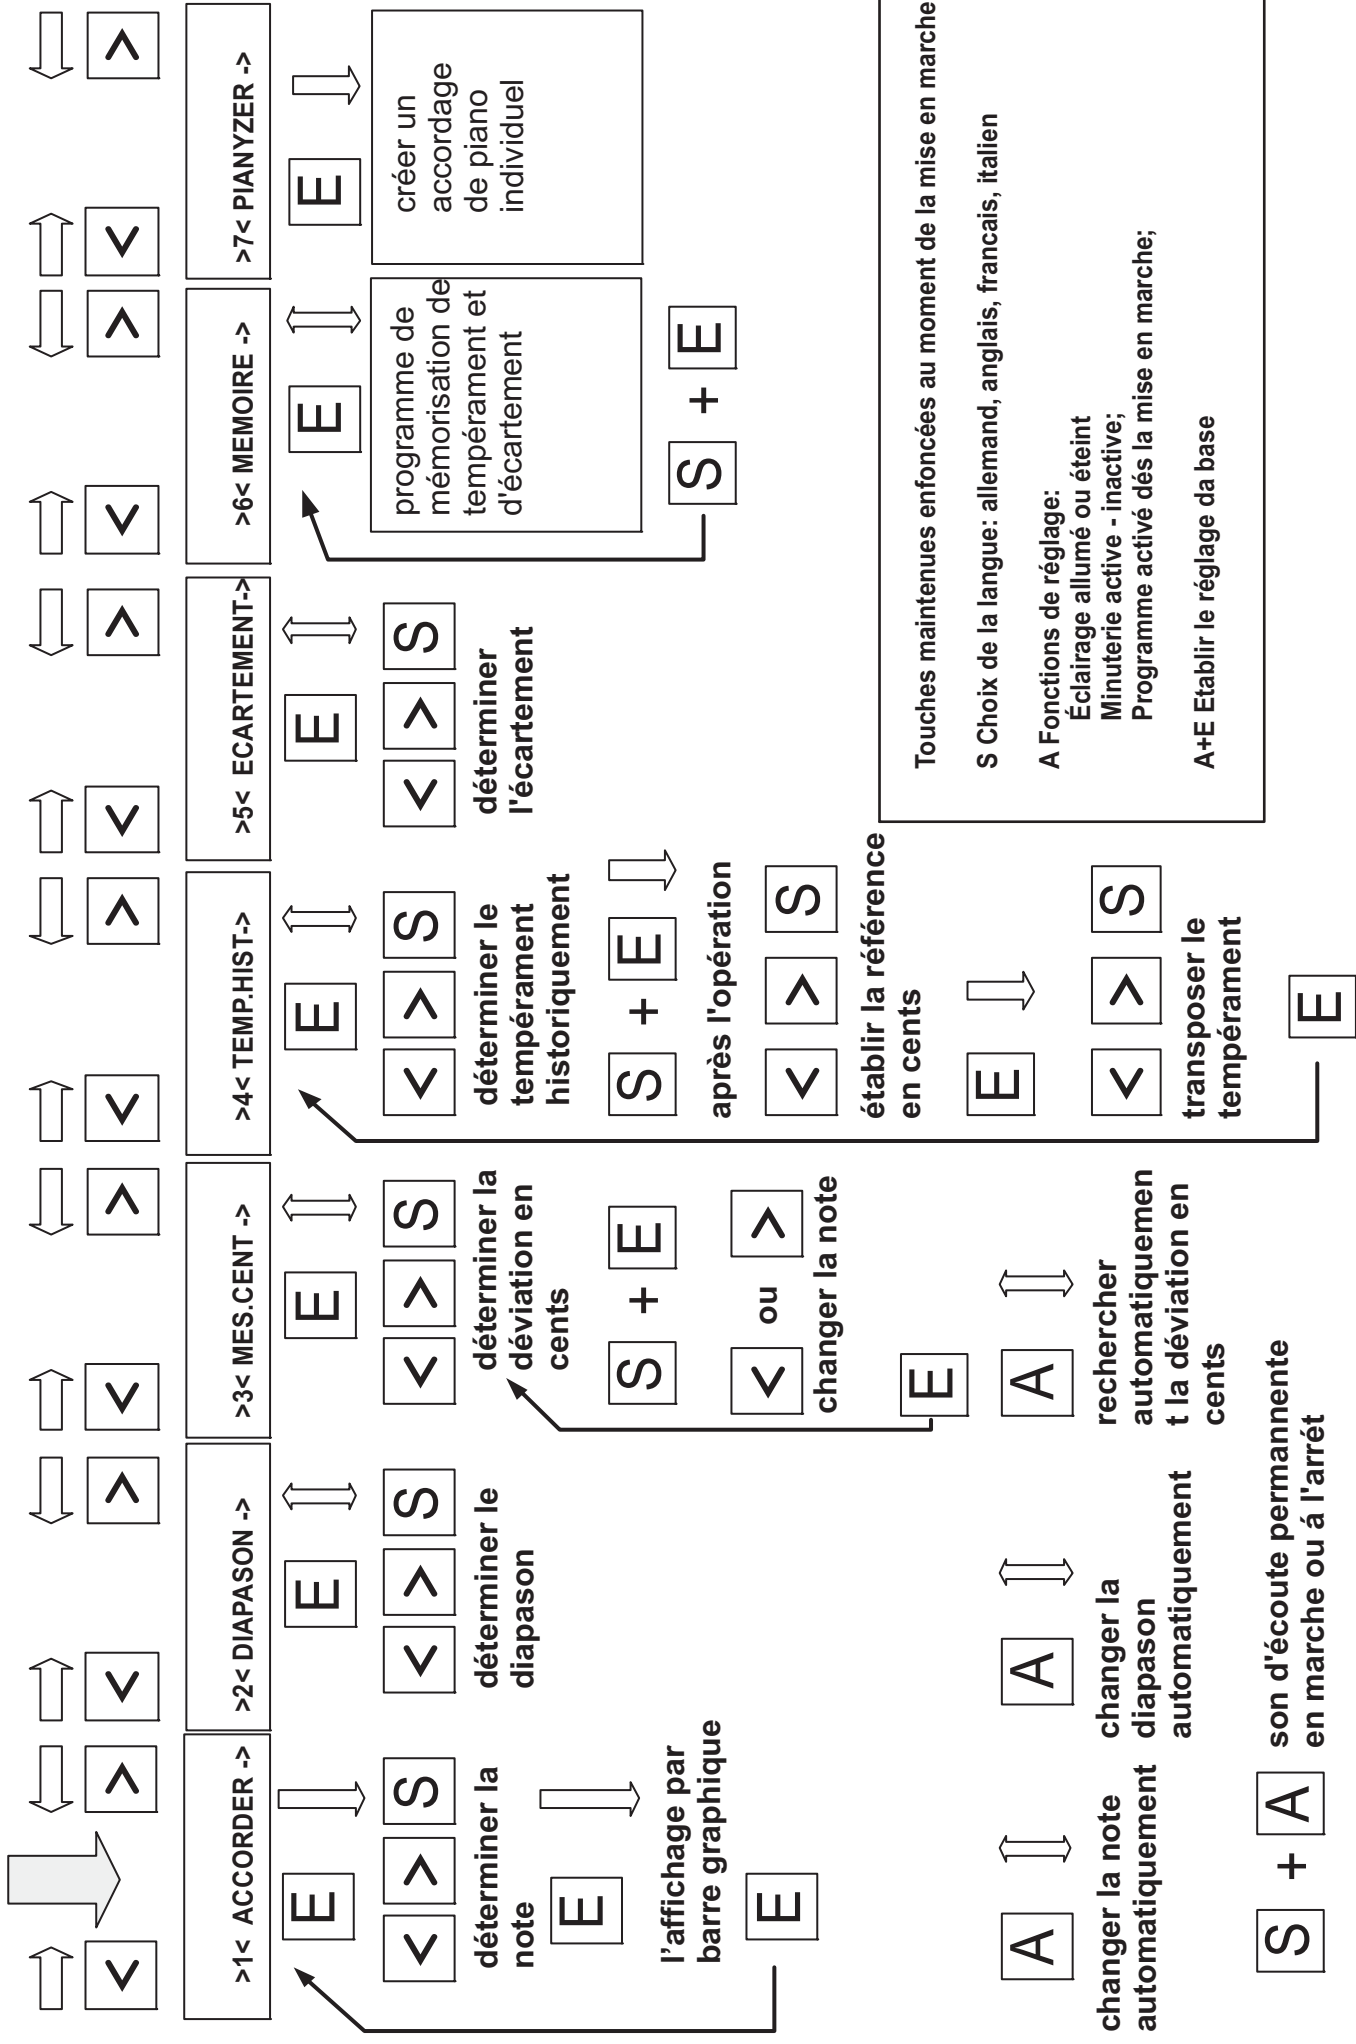 < > < > < > < > < > < > < >
>1< ACCORDER ->
>2< DIAPASON ->
>3< MES.CENT ->
>4< TEMP.HIST->
>5< ECARTEMENT->
>6< MEMOIRE ->
>7< PIANYZER ->
E
< > S
déterminer la
note
E
l'affichage par
barre graphique
E
A
changer la note
automatiquement
S + A
son d'écoute permannente
en marche ou á l'arrét
E
< > S
déterminer le
diapason
A
changer la
diapason
automatiquement
E
< > S
déterminer la
déviation en
cents
S + E
< ou >
changer la note
E
A
rechercher
automatiquemen
t la déviation en
cents
E
< > S
déterminer le
tempérament
historiquement
S + E
après l'opération
< > S
établir la référence
en cents
E
< > S
transposer le
tempérament
E
E
< > S
déterminer
l'écartement
E
programme de
mémorisation de
tempérament et
d'écartement
S + E
E
créer un
accordage
de piano
individuel
Touches maintenues enfoncées au moment de la mise en marche
S Choix de la langue: allemand, anglais, francais, italien
A Fonctions de réglage:
Éclairage allumé ou éteint
Minuterie active - inactive;
Programme activé dés la mise en marche;
A+E Etablir le réglage da base